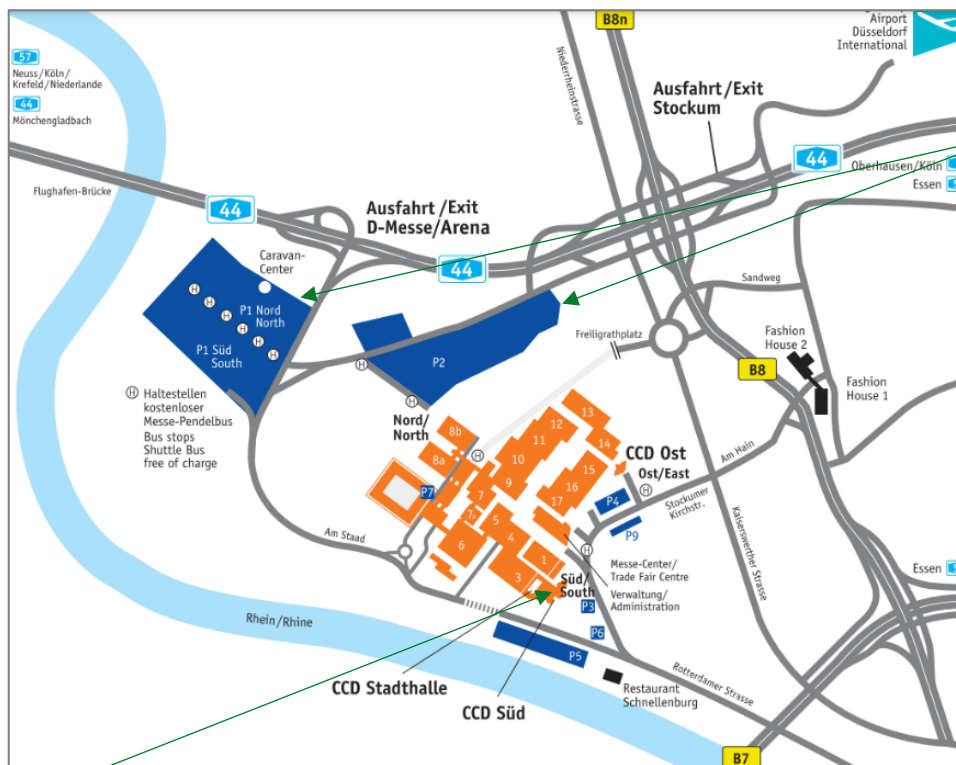 B8n
Airport
Düsseldorf
International
57
Neuss/Köln/
Krefeld/Niederlande
44
Mönchengladbach
Niederrheinstrasse
Ausfahrt/Exit
Stockum
44
Oberhausen/Köln
Essen
Flughafen-Brücke
44
Ausfahrt/Exit
D-Messe/Arena
44
Caravan-
Center
Sandweg
H
H
H
H
H
H
P1 Nord
North
P1 Süd
South
P2
Freiligrathplatz
Fashion
House 2
B8
Fashion
House 1
H
H Haltestellen
kostenloser
Messe-Pendelbus
Bus stops
Shuttle Bus
free of charge
H
Nord/
North
8b
8a
H
13
12
11
14
10
9
15
16
17
CCD Ost
Ost/East
H
Am Hain
P7
7
7a
5
4
6
3
1
P4
P9
Stockumer
Kirchstr.
Kaiserswerther Strasse
Am Staad
H
Messe-Center/
Trade Fair Centre
Verwaltung/
Administration
Süd/
South
P3
P6
P5
Essen
Rhein/Rhine
CCD Stadthalle
CCD Süd
Restaurant
Schnellenburg
Rotterdamer Strasse
B7